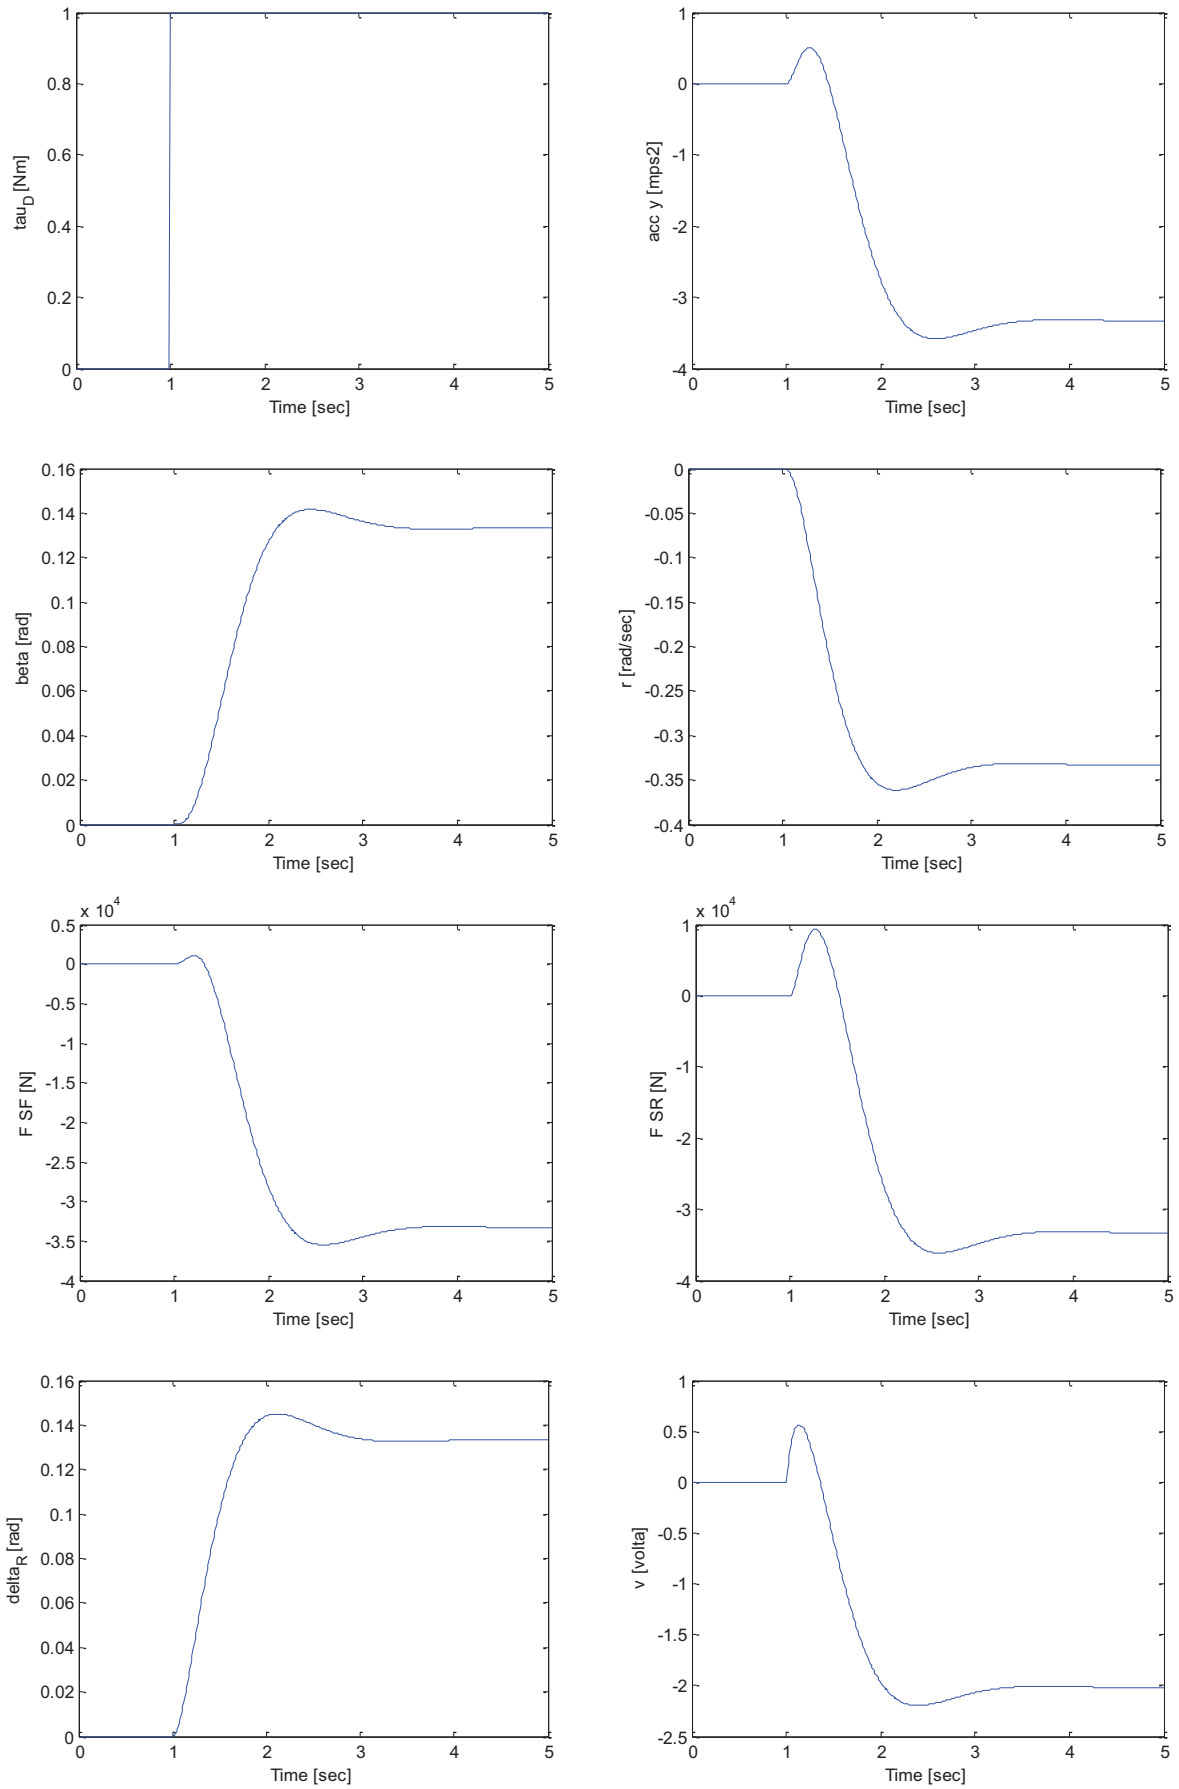 1
0.8
0.6
0.4
0.2
0
tau_D [Nm]
0 1 2 3 4 5
Time [sec]
1
0
-1
-2
-3
-4
acc y [mps2]
0 1 2 3 4 5
Time [sec]
0.16
0.14
0.12
0.1
0.08
0.06
0.04
0.02
0
beta [rad]
0 1 2 3 4 5
Time [sec]
0
-0.05
-0.1
-0.15
-0.2
-0.25
-0.3
-0.35
-0.4
r [rad/sec]
0 1 2 3 4 5
Time [sec]
x 10^4
0.5
0
-0.5
-1
-1.5
-2
-2.5
-3
-3.5
-4
F SF [N]
0 1 2 3 4 5
Time [sec]
x 10^4
1
0
-1
-2
-3
-4
F SR [N]
0 1 2 3 4 5
Time [sec]
0.16
0.14
0.12
0.1
0.08
0.06
0.04
0.02
0
delta_R [rad]
0 1 2 3 4 5
Time [sec]
1
0.5
0
-0.5
-1
-1.5
-2
-2.5
v [volta]
0 1 2 3 4 5
Time [sec]